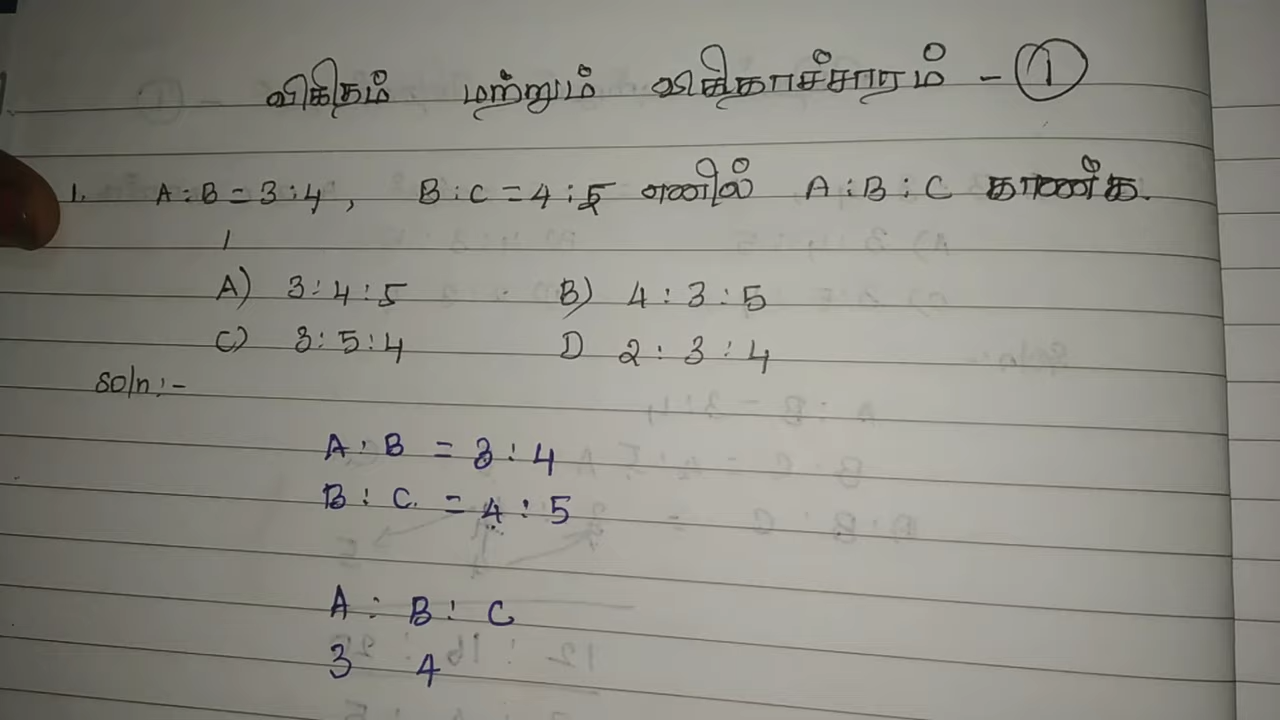 விகிதம் மற்றும் விகிதாச்சாரம் - ①
1. A : B = 3 : 4 , B : C = 4 : 5 எனில் A : B : C காண்க.
A) 3 : 4 : 5 B) 4 : 3 : 5
C) 3 : 5 : 4 D 2 : 3 : 4
Soln :-
A : B = 3 : 4
B : C. = 4 : 5
A : B : C
3 4